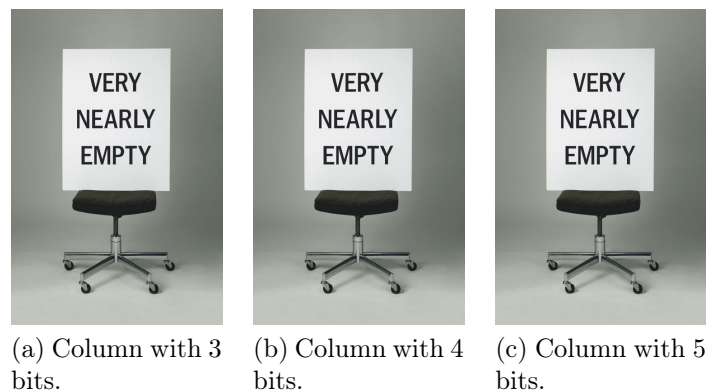 VERY
NEARLY
EMPTY
VERY
NEARLY
EMPTY
VERY
NEARLY
EMPTY
(a) Column with 3
bits.
(b) Column with 4
bits.
(c) Column with 5
bits.